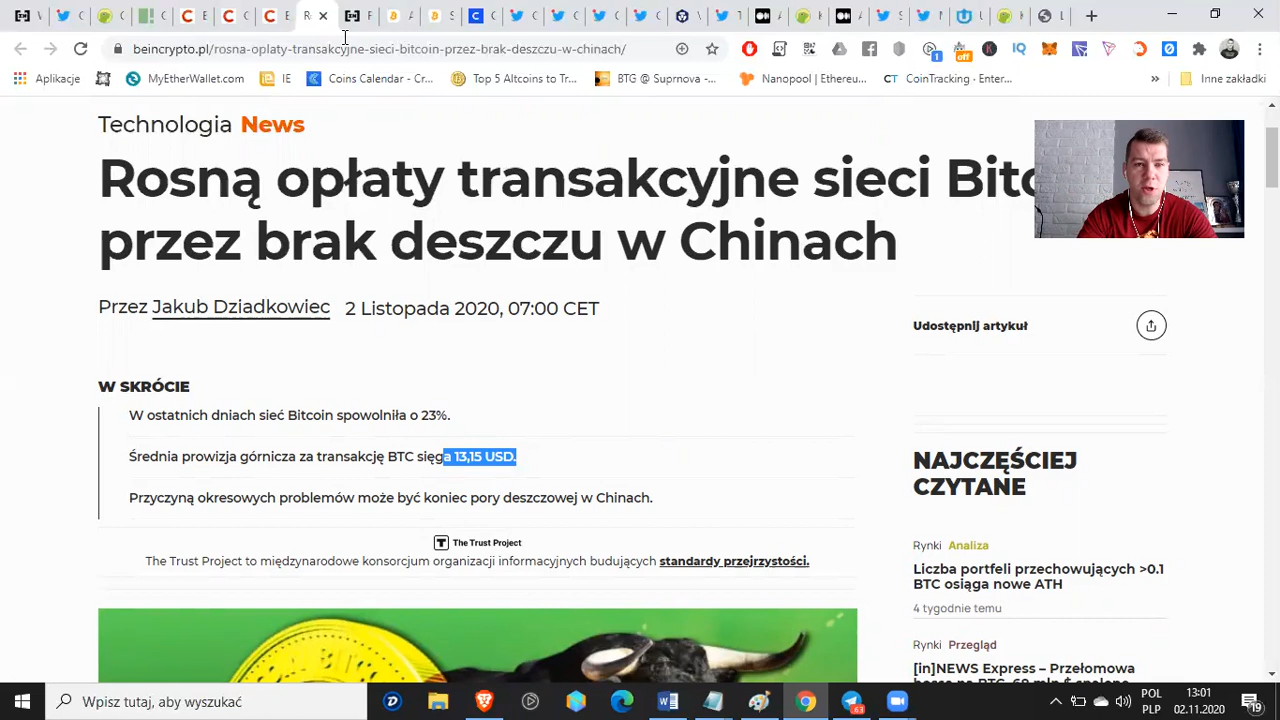 beincrypto.pl/rosna-oplaty-transakcyjne-sieci-bitcoin-przez-brak-deszczu-w-chinach/
Aplikacje
MyEtherWallet.com
IE
Coins Calendar - Cr...
Top 5 Altcoins to Tr...
BTG @ Suprnova -...
Nanopool | Ethereu...
CoinTracking · Enter...
»
Inne zakładki
Technologia News
Rosną opłaty transakcyjne sieci
przez brak deszczu w Chinach
Przez Jakub Dziadkowiec 2 Listopada 2020, 07:00 CET
Udostępnij artykuł
W SKRÓCIE
W ostatnich dniach sieć Bitcoin spowolniła o 23%.
Średnia prowizja górnicza za transakcję BTC sięga 13,15 USD.
Przyczyną okresowych problemów może być koniec pory deszczowej w Chinach.
The Trust Project
The Trust Project to międzynarodowe konsorcjum organizacji informacyjnych budujących standardy przejrzystości.
NAJCZĘŚCIEJ
CZYTANE
Rynki Analiza
Liczba portfeli przechowujących >0.1
BTC osiąga nowe ATH
4 tygodnie temu
Rynki Przegląd
[in]NEWS Express – Przełomowa
Wpisz tutaj, aby wyszukać
POL
PLP
13:01
02.11.2020